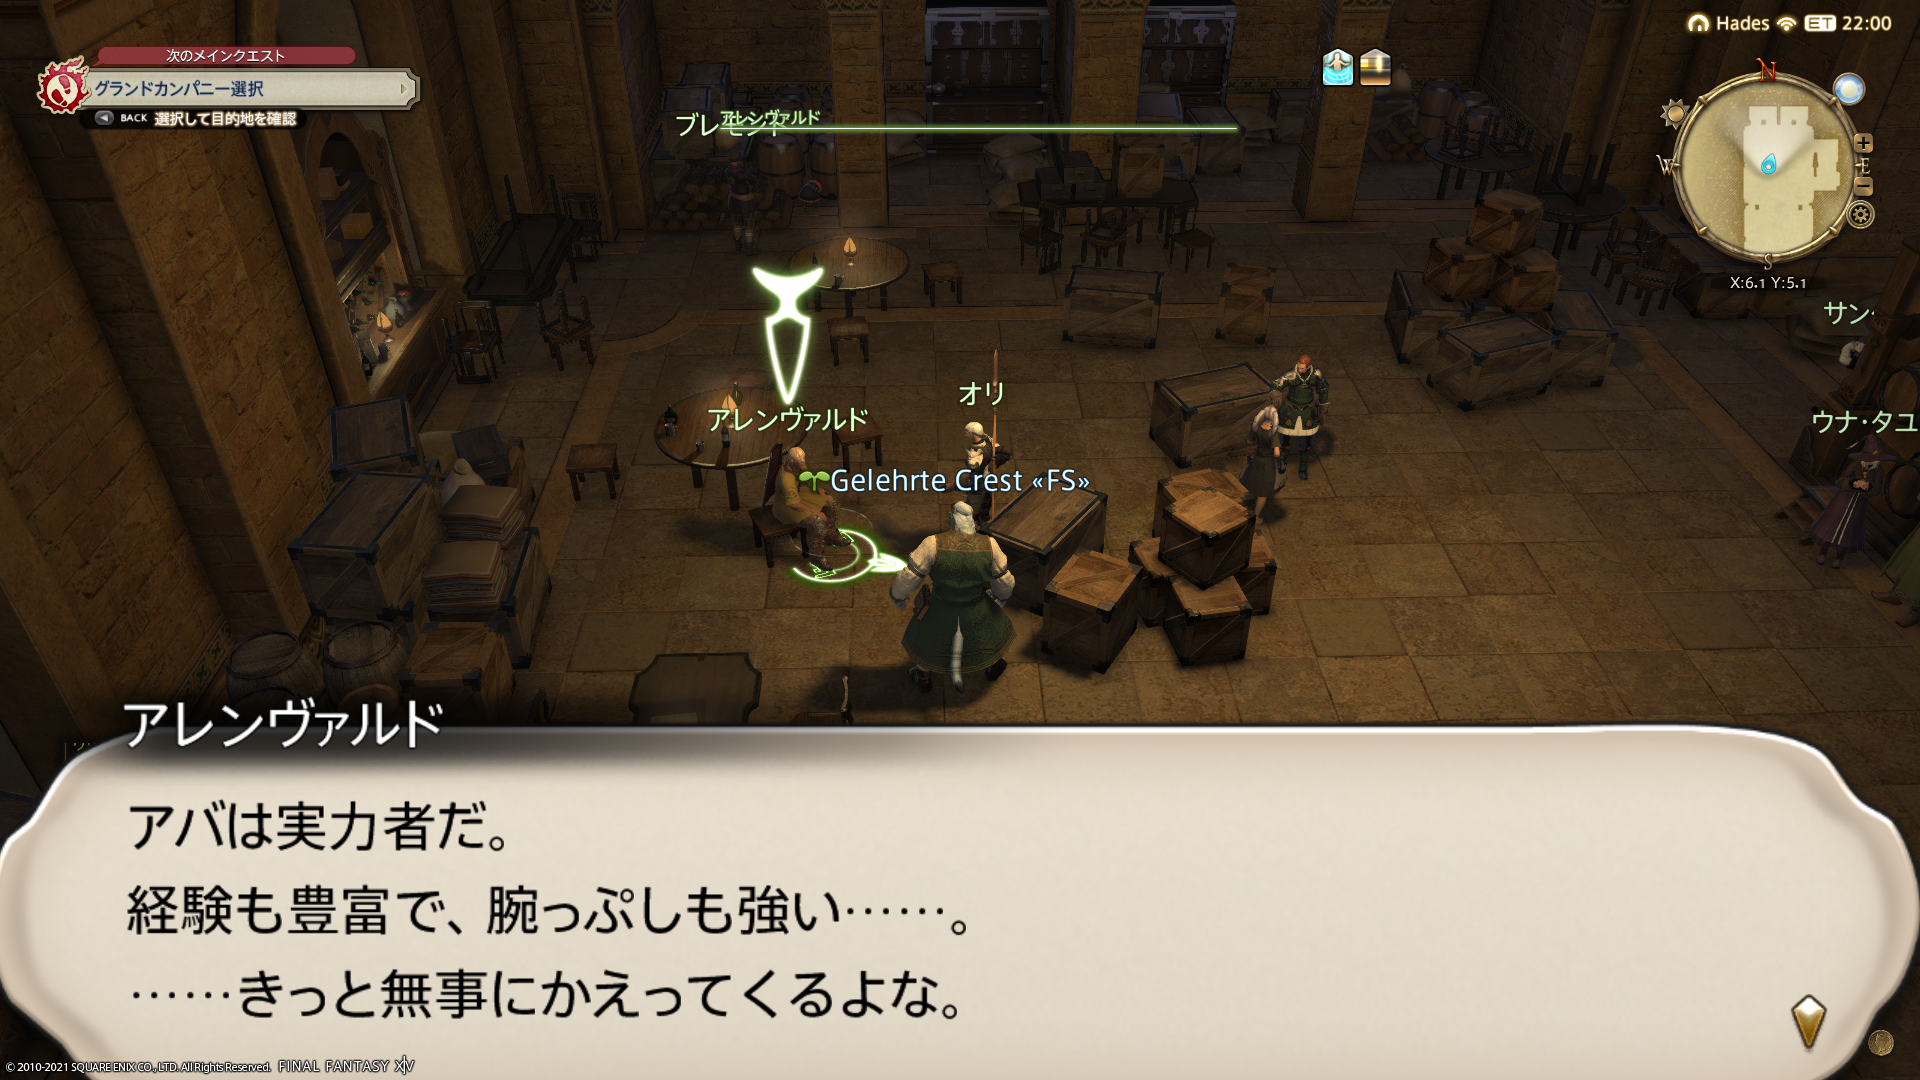 Hades ET 22:00
次のメインクエスト
グランドカンパニー選択
BACK 選択して目的地を確認
アレンヴァルド
ブレモンド
N
W
E
S
X:6.1 Y:5.1
サン・
オリ
アレンヴァルド
ウナ・タユ
Gelehrte Crest «FS»
アレンヴァルド
アバは実力者だ。
経験も豊富で、腕っぷしも強い……。
……きっと無事にかえってくるよな。
© 2010-2021 SQUARE ENIX CO., LTD. All Rights Reserved. FINAL FANTASY XIV